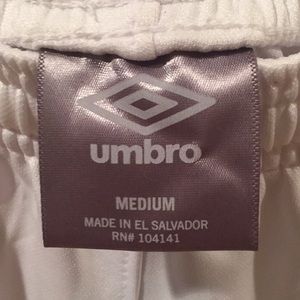 umbro
MEDIUM
MADE IN EL SALVADOR
RN# 104141